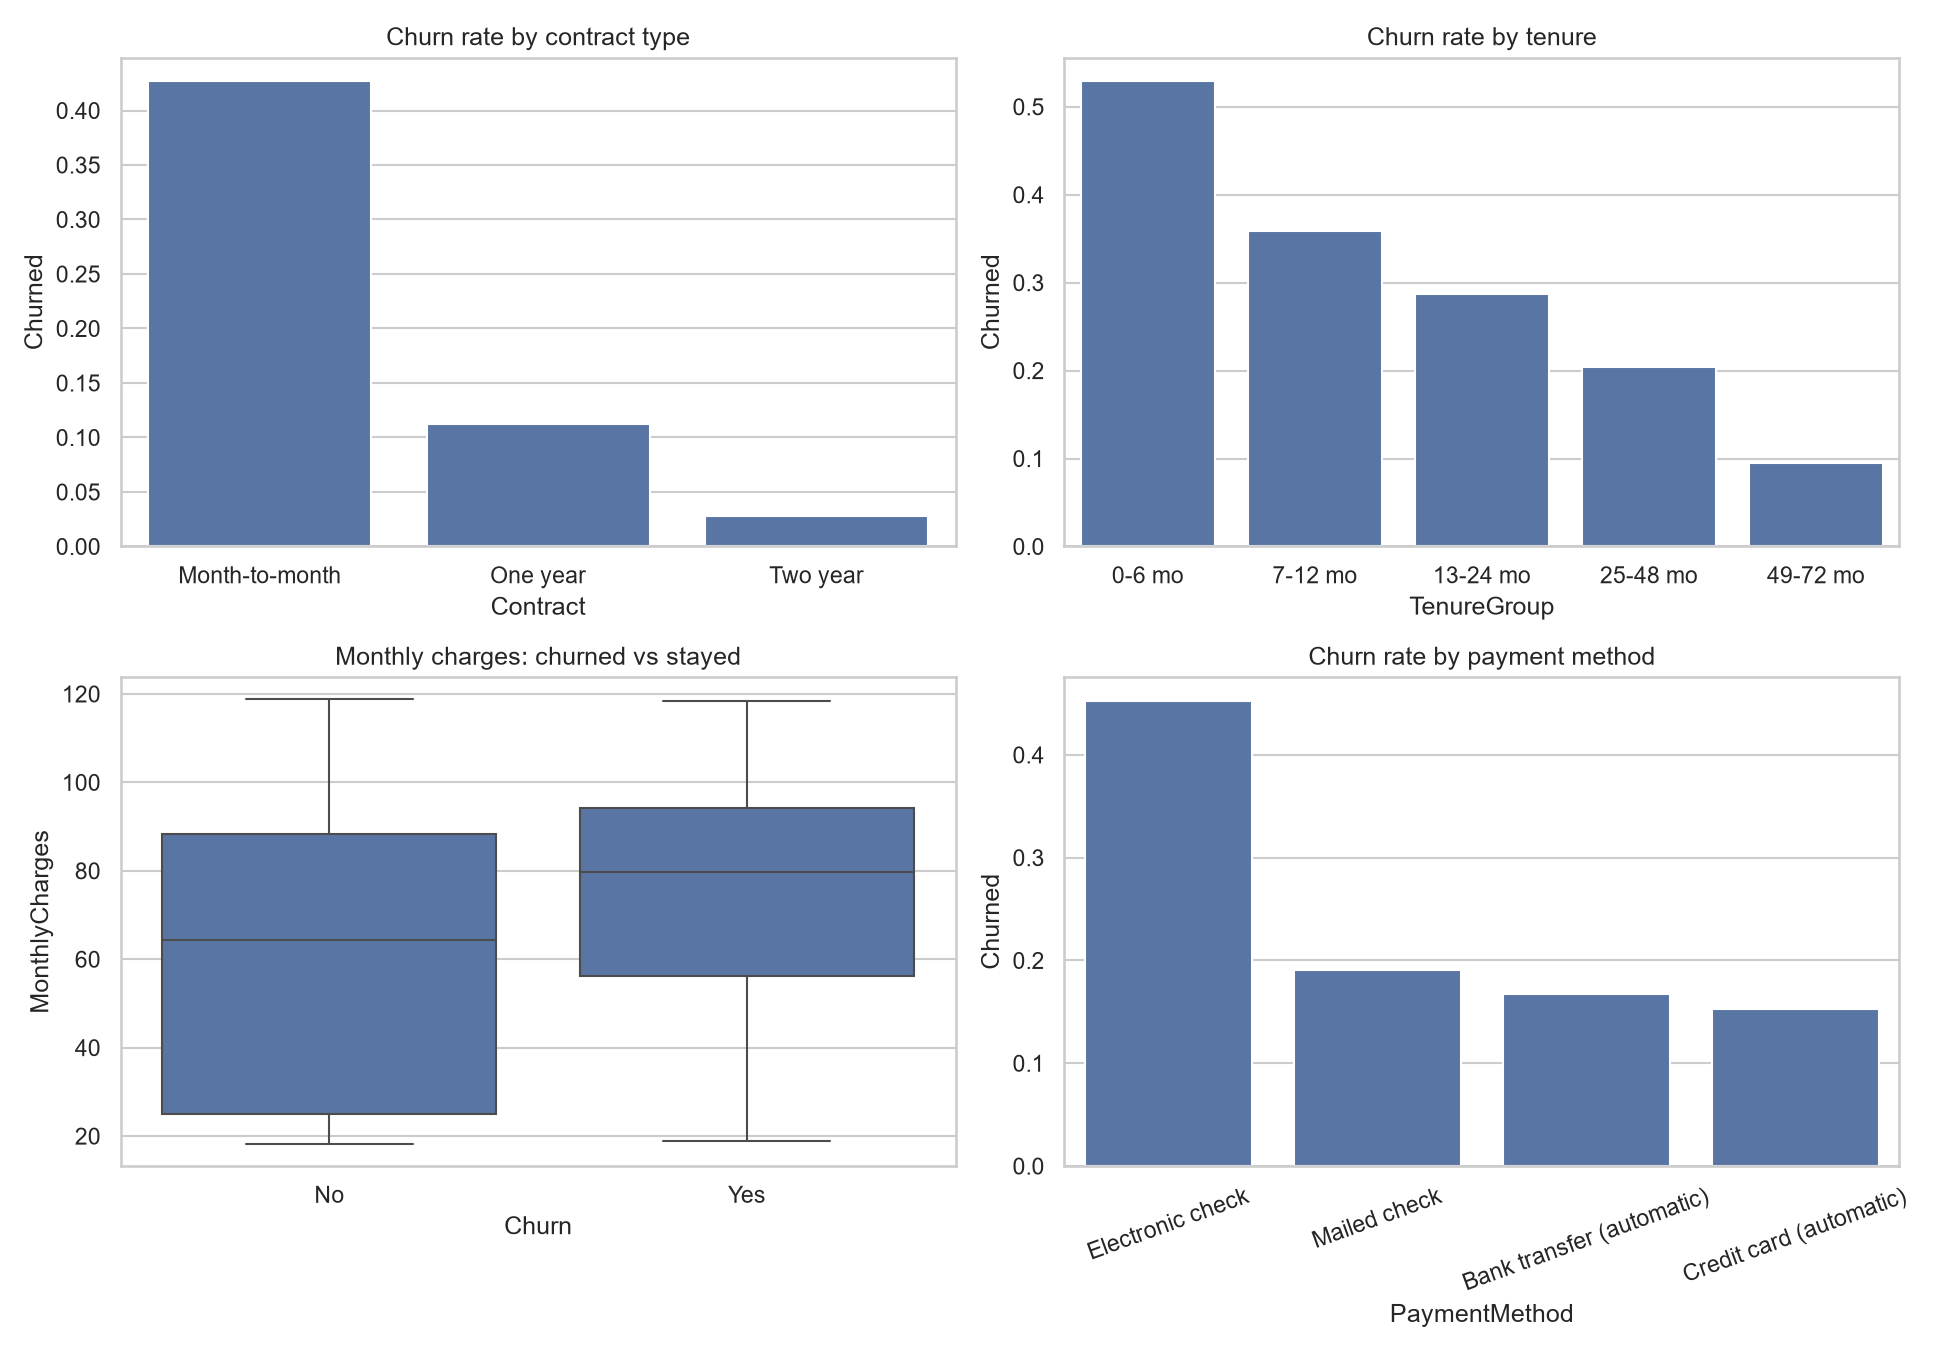 Churn rate by contract type
0.40
0.35
0.30
0.25
0.20
0.15
0.10
0.05
0.00
Churned
Month-to-month One year Two year
Contract
Churn rate by tenure
0.5
0.4
0.3
0.2
0.1
0.0
Churned
0-6 mo 7-12 mo 13-24 mo 25-48 mo 49-72 mo
TenureGroup
Monthly charges: churned vs stayed
120
100
80
60
40
20
MonthlyCharges
No Yes
Churn
Churn rate by payment method
0.4
0.3
0.2
0.1
0.0
Churned
Electronic check
Mailed check
Bank transfer (automatic)
Credit card (automatic)
PaymentMethod